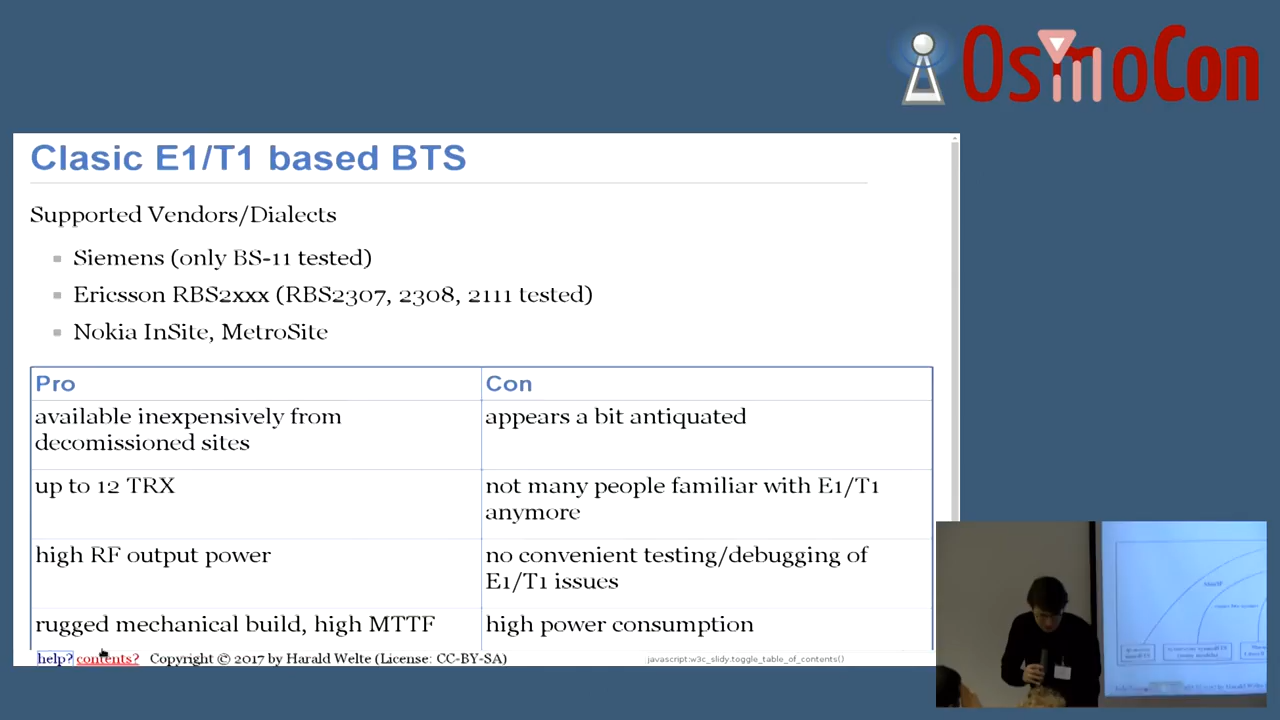 OsmoCon
Clasic E1/T1 based BTS
Supported Vendors/Dialects
Siemens (only BS-11 tested)
Ericsson RBS2xxx (RBS2307, 2308, 2111 tested)
Nokia InSite, MetroSite
Pro
Con
available inexpensively from
decomissioned sites
appears a bit antiquated
up to 12 TRX
not many people familiar with E1/T1
anymore
high RF output power
no convenient testing/debugging of
E1/T1 issues
rugged mechanical build, high MTTF
high power consumption
help? contents? Copyright © 2017 by Harald Welte (License: CC-BY-SA)
javascript:w3c_slidy.toggle_table_of_contents()